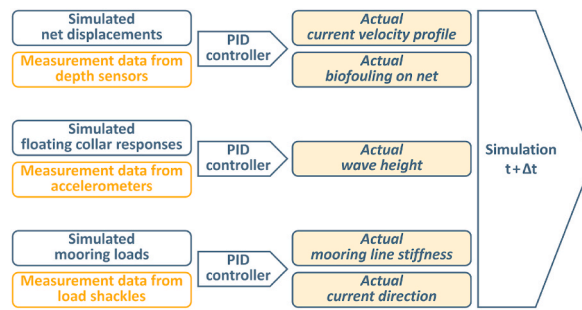 Simulated
net displacements
Measurement data from
depth sensors
PID
controller
Actual
current velocity profile
Actual
biofouling on net
Simulated
floating collar responses
Measurement data from
accelerometers
PID
controller
Actual
wave height
Simulation
t + Δt
Simulated
mooring loads
Measurement data from
load shackles
PID
controller
Actual
mooring line stiffness
Actual
current direction